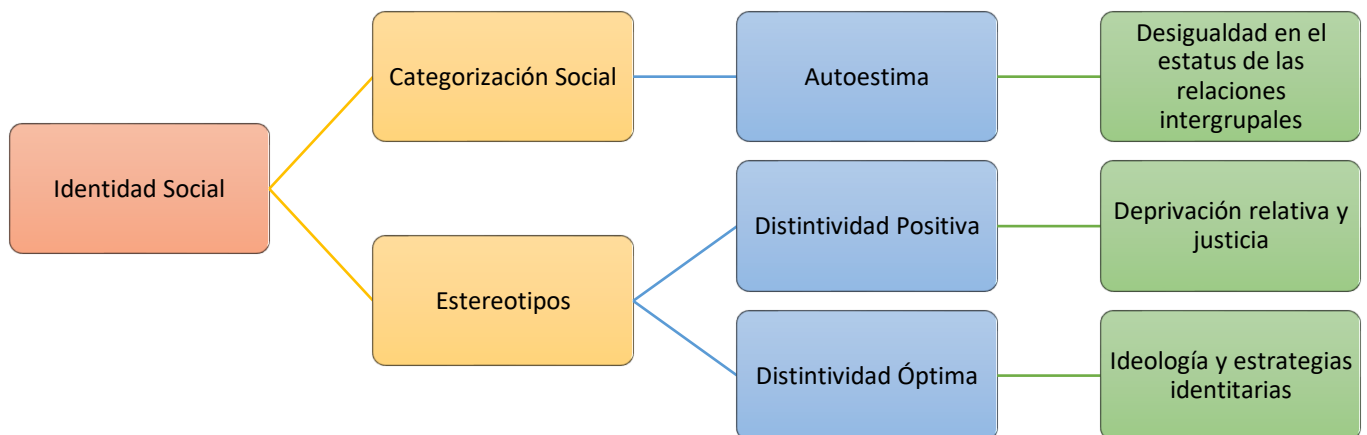 Identidad Social
Categorización Social
Autoestima
Desigualdad en el
estatus de las
relaciones
intergrupales
Estereotipos
Distintividad Positiva
Deprivación relativa y
justicia
Distintividad Óptima
Ideología y estrategias
identitarias